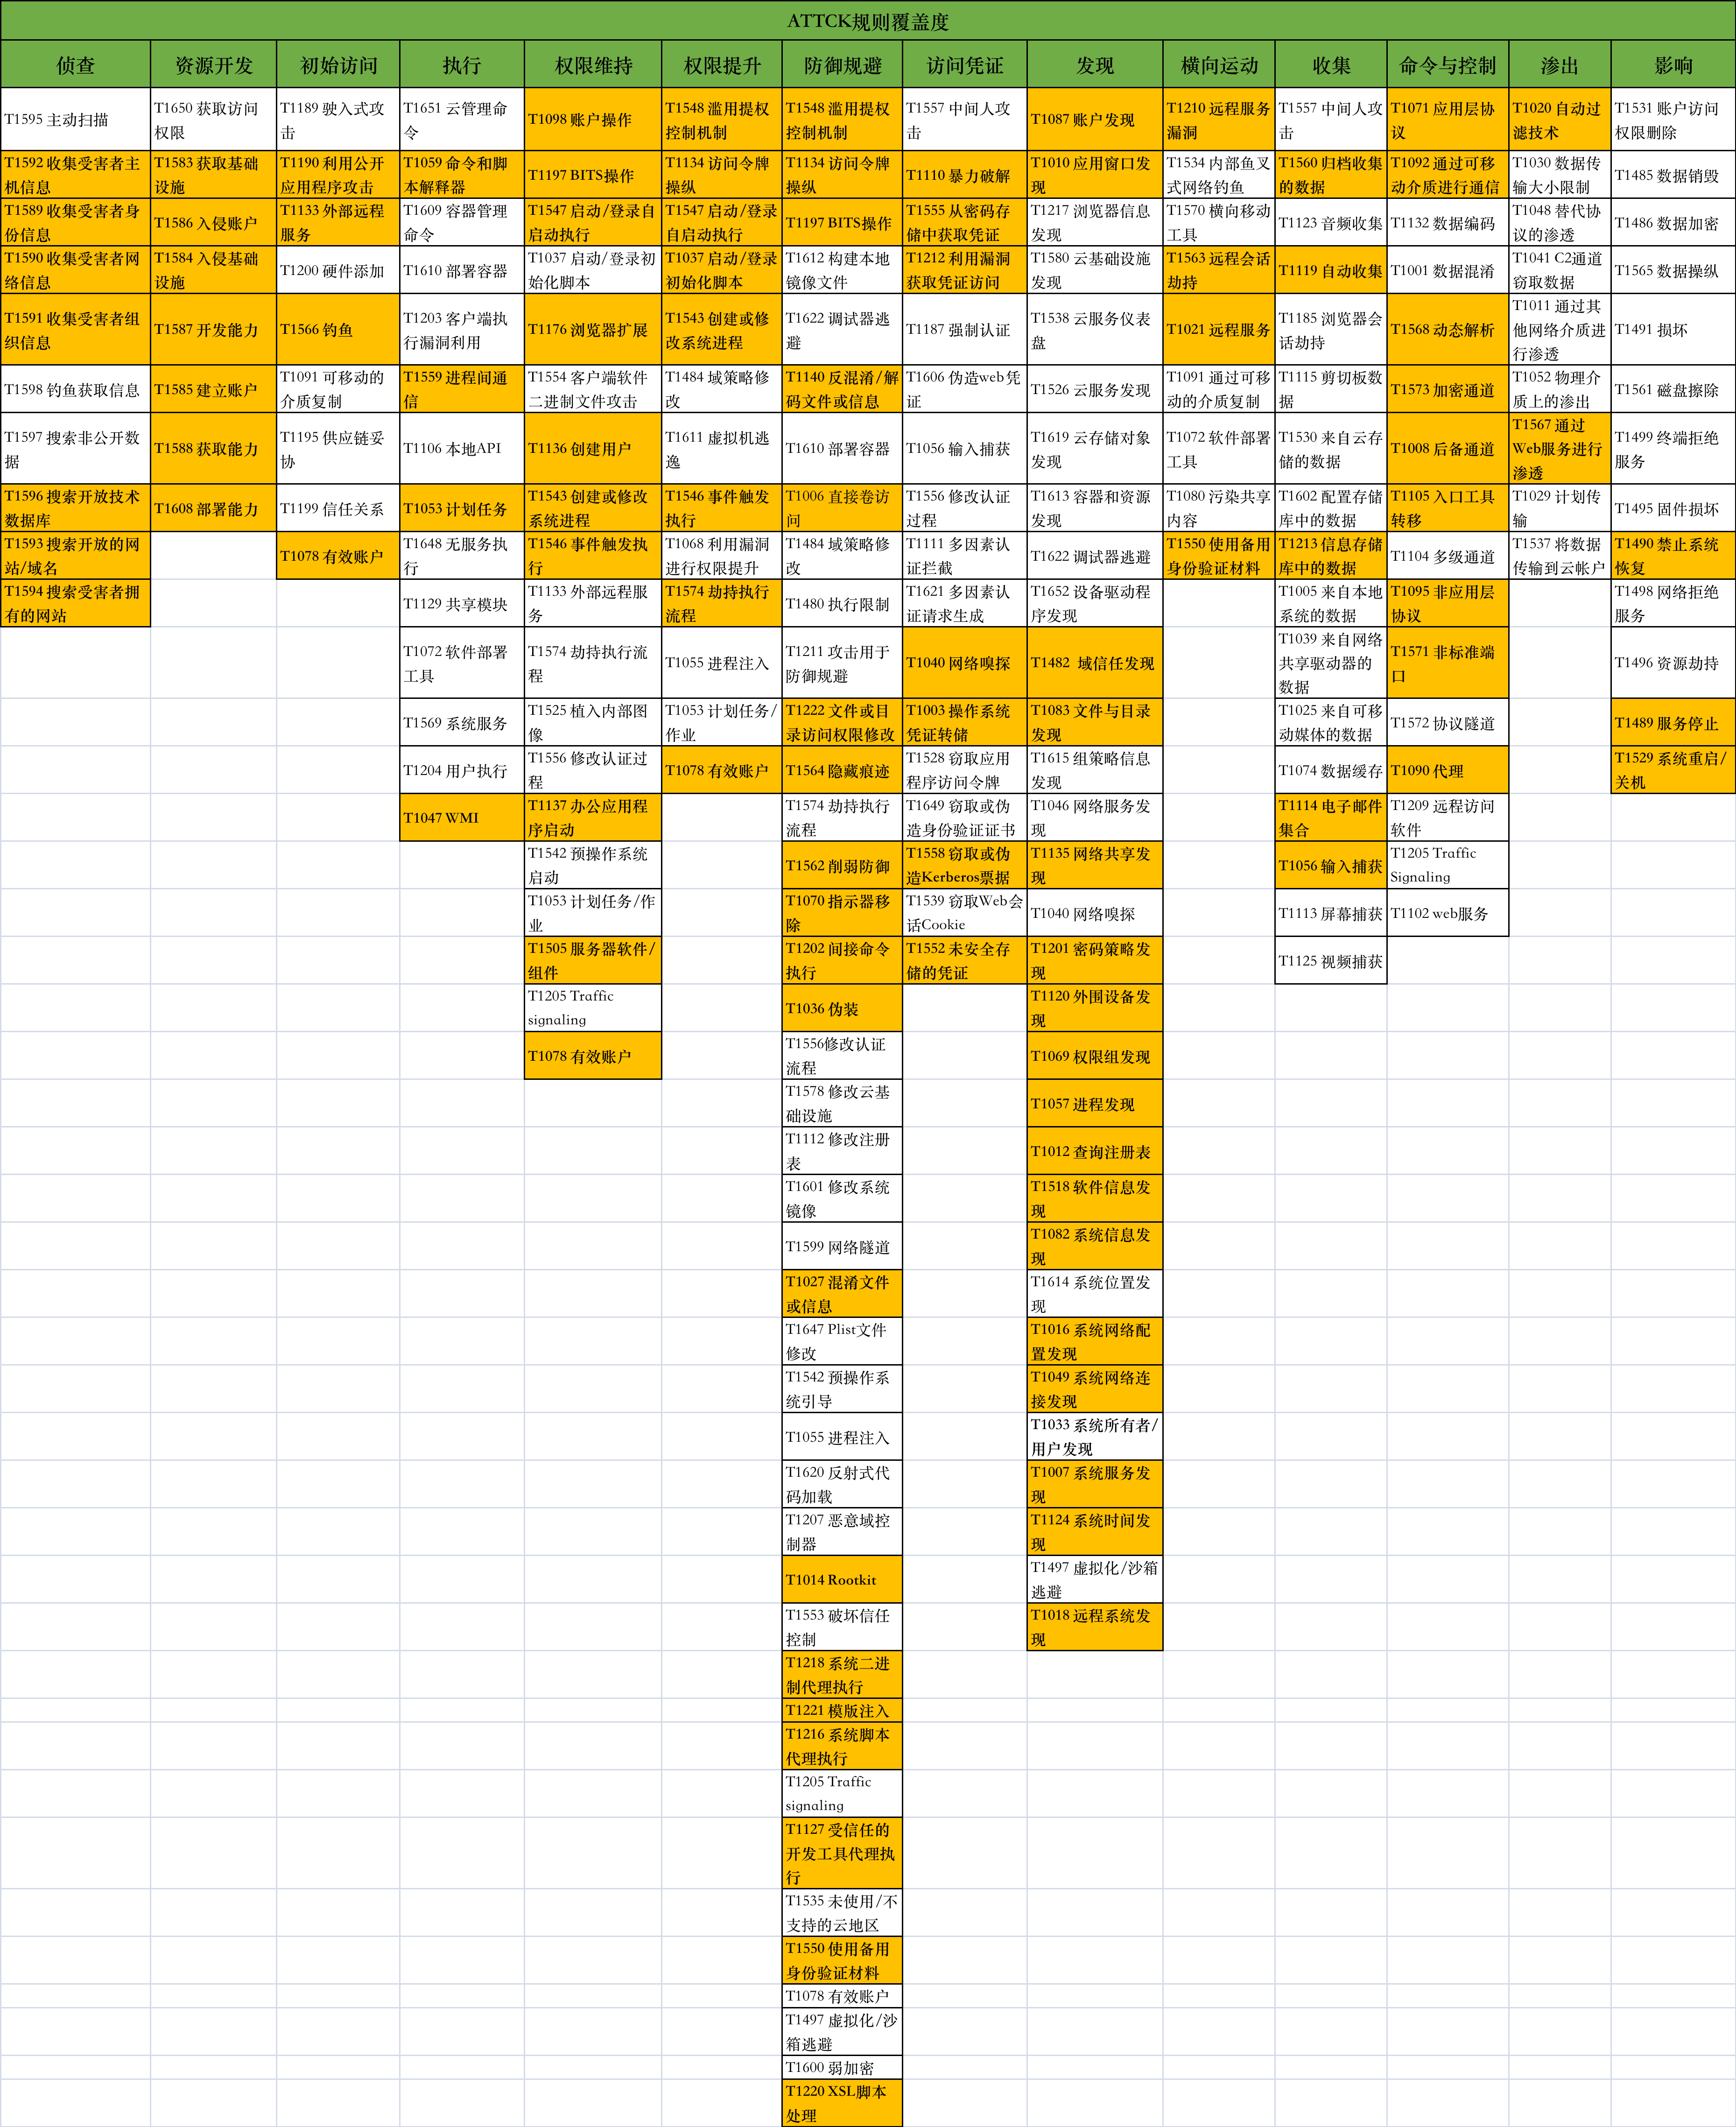 ATTCK规则覆盖度
侦查
资源开发
初始访问
执行
权限维持
权限提升
防御规避
访问凭证
发现
横向运动
收集
命令与控制
渗出
影响
T1595 主动扫描
T1650 获取访问
权限
T1189 驶入式攻
击
T1651 云管理命
令
T1098 账户操作
T1548 滥用提权
控制机制
T1548 滥用提权
控制机制
T1557 中间人攻
击
T1087 账户发现
T1210 远程服务
漏洞
T1557 中间人攻
击
T1071 应用层协
议
T1020 自动过
滤技术
T1531 账户访问
权限删除
T1592 收集受害者主
机信息
T1583 获取基础
设施
T1190 利用公开
应用程序攻击
T1059 命令和脚
本解释器
T1197 BITS操作
T1134 访问令牌
操纵
T1134 访问令牌
操纵
T1110 暴力破解
T1010 应用窗口发
现
T1534 内部鱼叉
式网络钓鱼
T1560 归档收集
的数据
T1092 通过可移
动介质进行通信
T1030 数据传
输大小限制
T1485 数据销毁
T1589 收集受害者身
份信息
T1586 入侵账户
T1133 外部远程
服务
T1609 容器管理
命令
T1547 启动/登录自
启动执行
T1547 启动/登录
自启动执行
T1197 BITS操作
T1555 从密码存
储中获取凭证
T1217 浏览器信息
发现
T1570 横向移动
工具
T1123 音频收集
T1132 数据编码
T1048 替代协
议的渗透
T1486 数据加密
T1590 收集受害者网
络信息
T1584 入侵基础
设施
T1200 硬件添加
T1610 部署容器
T1037 启动/登录初
始化脚本
T1037 启动/登录
初始化脚本
T1612 构建本地
镜像文件
T1212 利用漏洞
获取凭证访问
T1580 云基础设施
发现
T1563 远程会话
劫持
T1119 自动收集
T1001 数据混淆
T1041 C2通道
窃取数据
T1565 数据操纵
T1591 收集受害者组
织信息
T1587 开发能力
T1566 钓鱼
T1203 客户端执
行漏洞利用
T1176 浏览器扩展
T1543 创建或修
改系统进程
T1622 调试器逃
避
T1187 强制认证
T1538 云服务仪表
盘
T1021 远程服务
T1185 浏览器会
话劫持
T1568 动态解析
T1011 通过其
他网络介质进
行渗透
T1491 损坏
T1598 钓鱼获取信息
T1585 建立账户
T1091 可移动的
介质复制
T1559 进程间通
信
T1554 客户端软件
二进制文件攻击
T1484 域策略修
改
T1140 反混淆/解
码文件或信息
T1606 伪造web凭
证
T1526 云服务发现
T1091 通过可移
动的介质复制
T1115 剪切板数
据
T1573 加密通道
T1052 物理介
质上的渗出
T1561 磁盘擦除
T1597 搜索非公开数
据
T1588 获取能力
T1195 供应链妥
协
T1106 本地API
T1136 创建用户
T1611 虚拟机逃
逸
T1610 部署容器
T1056 输入捕获
T1619 云存储对象
发现
T1072 软件部署
工具
T1530 来自云存
储的数据
T1008 后备通道
T1567 通过
Web服务进行
渗透
T1499 终端拒绝
服务
T1596 搜索开放技术
数据库
T1608 部署能力
T1199 信任关系
T1053 计划任务
T1543 创建或修改
系统进程
T1546 事件触发
执行
T1006 直接卷访
问
T1556 修改认证
过程
T1613 容器和资源
发现
T1080 污染共享
内容
T1602 配置存储
库中的数据
T1105 入口工具
转移
T1029 计划传
输
T1495 固件损坏
T1593 搜索开放的网
站/域名
T1078 有效账户
T1648 无服务执
行
T1546 事件触发执
行
T1068 利用漏洞
进行权限提升
T1484 域策略修
改
T1111 多因素认
证拦截
T1622 调试器逃避
T1550 使用备用
身份验证材料
T1213 信息存储
库中的数据
T1104 多级通道
T1537 将数据
传输到云帐户
T1490 禁止系统
恢复
T1594 搜索受害者拥
有的网站
T1129 共享模块
T1133 外部远程服
务
T1574 劫持执行
流程
T1480 执行限制
T1621 多因素认
证请求生成
T1652 设备驱动程
序发现
T1005 来自本地
系统的数据
T1095 非应用层
协议
T1498 网络拒绝
服务
T1072 软件部署
工具
T1574 劫持执行流
程
T1055 进程注入
T1211 攻击用于
防御规避
T1040 网络嗅探
T1482 域信任发现
T1039 来自网络
共享驱动器的
数据
T1571 非标准端
口
T1496 资源劫持
T1569 系统服务
T1525 植入内部图
像
T1053 计划任务/
作业
T1222 文件或目
录访问权限修改
T1003 操作系统
凭证转储
T1083 文件与目录
发现
T1025 来自可移
动媒体的数据
T1572 协议隧道
T1489 服务停止
T1204 用户执行
T1556 修改认证过
程
T1078 有效账户
T1564 隐藏痕迹
T1528 窃取应用
程序访问令牌
T1615 组策略信息
发现
T1074 数据缓存
T1090 代理
T1529 系统重启/
关机
T1047 WMI
T1137 办公应用程
序启动
T1574 劫持执行
流程
T1649 窃取或伪
造身份验证证书
T1046 网络服务发
现
T1114 电子邮件
集合
T1209 远程访问
软件
T1542 预操作系统
启动
T1562 削弱防御
T1558 窃取或伪
造Kerberos票据
T1135 网络共享发
现
T1056 输入捕获
T1205 Traffic
Signaling
T1053 计划任务/作
业
T1070 指示器移
除
T1539 窃取Web会
话Cookie
T1040 网络嗅探
T1113 屏幕捕获
T1102 web服务
T1505 服务器软件/
组件
T1202 间接命令
执行
T1552 未安全存
储的凭证
T1201 密码策略发
现
T1125 视频捕获
T1205 Traffic
signaling
T1036 伪装
T1120 外围设备发
现
T1078 有效账户
T1556修改认证
流程
T1069 权限组发现
T1578 修改云基
础设施
T1057 进程发现
T1112 修改注册
表
T1012 查询注册表
T1601 修改系统
镜像
T1518 软件信息发
现
T1599 网络隧道
T1082 系统信息发
现
T1027 混淆文件
或信息
T1614 系统位置发
现
T1647 Plist文件
修改
T1016 系统网络配
置发现
T1542 预操作系
统引导
T1049 系统网络连
接发现
T1055 进程注入
T1033 系统所有者/
用户发现
T1620 反射式代
码加载
T1007 系统服务发
现
T1207 恶意域控
制器
T1124 系统时间发
现
T1014 Rootkit
T1497 虚拟化/沙箱
逃避
T1553 破坏信任
控制
T1018 远程系统发
现
T1218 系统二进
制代理执行
T1221 模版注入
T1216 系统脚本
代理执行
T1205 Traffic
signaling
T1127 受信任的
开发工具代理执
行
T1535 未使用/不
支持的云地区
T1550 使用备用
身份验证材料
T1078 有效账户
T1497 虚拟化/沙
箱逃避
T1600 弱加密
T1220 XSL脚本
处理